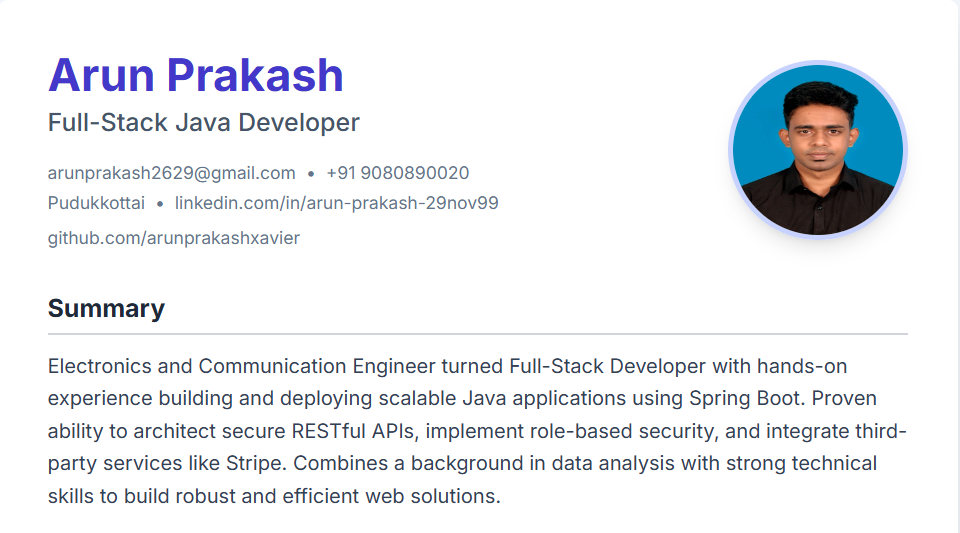 Arun Prakash
Full-Stack Java Developer
arunprakash2629@gmail.com • +91 9080890020
Pudukkottai • linkedin.com/in/arun-prakash-29nov99
github.com/arunprakashxavier
Summary
Electronics and Communication Engineer turned Full-Stack Developer with hands-on
experience building and deploying scalable Java applications using Spring Boot. Proven
ability to architect secure RESTful APIs, implement role-based security, and integrate third-
party services like Stripe. Combines a background in data analysis with strong technical
skills to build robust and efficient web solutions.